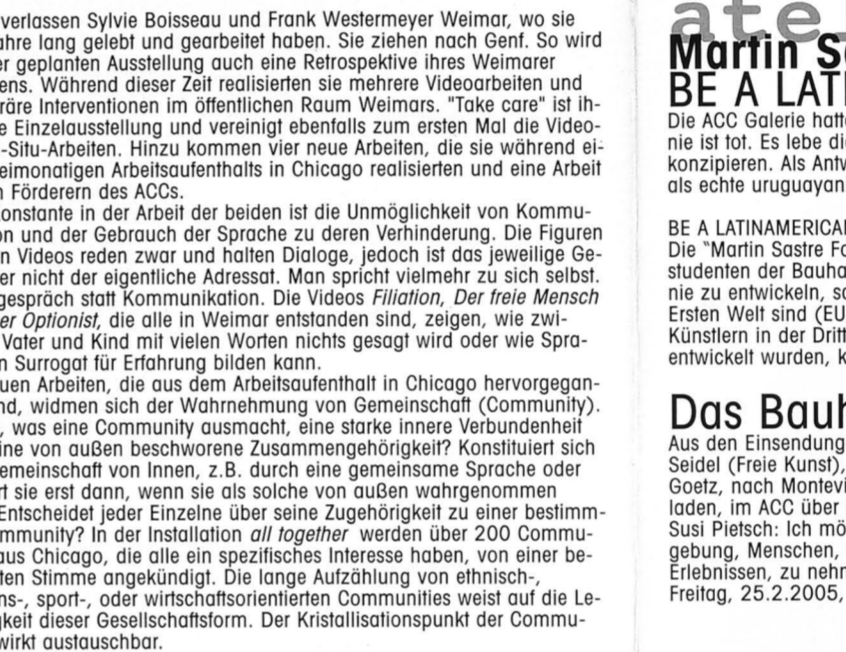 verlassen Sylvie Boisseau und Frank Westermeyer Weimar, wo sie
ahre lang gelebt und gearbeitet haben. Sie ziehen nach Genf. So wird
er geplanten Ausstellung auch eine Retrospektive ihres Weimarer
ens. Während dieser Zeit realisierten sie mehrere Videoarbeiten und
räre Interventionen im öffentlichen Raum Weimars. "Take care" ist ih-
e Einzelausstellung und vereinigt ebenfalls zum ersten Mal die Video-
-Situ-Arbeiten. Hinzu kommen vier neue Arbeiten, die sie während ei-
eimonatigen Arbeitsaufenthalts in Chicago realisierten und eine Arbeit
n Förderern des ACCs.
onstante in der Arbeit der beiden ist die Unmöglichkeit von Kommu-
on und der Gebrauch der Sprache zu deren Verhinderung. Die Figuren
n Videos reden zwar und halten Dialoge, jedoch ist das jeweilige Ge-
er nicht der eigentliche Adressat. Man spricht vielmehr zu sich selbst.
gespräch statt Kommunikation. Die Videos Filiation, Der freie Mensch
er Optionist, die alle in Weimar entstanden sind, zeigen, wie zwi-
Vater und Kind mit vielen Worten nichts gesagt wird oder wie Spra-
n Surrogat für Erfahrung bilden kann.
uen Arbeiten, die aus dem Arbeitsaufenthalt in Chicago hervorgegan-
nd, widmen sich der Wahrnehmung von Gemeinschaft (Community).
, was eine Community ausmacht, eine starke innere Verbundenheit
ine von außen beschworene Zusammengehörigkeit? Konstituiert sich
emeinschaft von Innen, z.B. durch eine gemeinsame Sprache oder
rt sie erst dann, wenn sie als solche von außen wahrgenommen
Entscheidet jeder Einzelne über seine Zugehörigkeit zu einer bestimm-
mmunity? In der Installation all together werden über 200 Commu-
aus Chicago, die alle ein spezifisches Interesse haben, von einer be-
ten Stimme angekündigt. Die lange Aufzählung von ethnisch-,
ns-, sport-, oder wirtschaftsorientierten Communities weist auf die Le-
gkeit dieser Gesellschaftsform. Der Kristallisationspunkt der Commu-
wirkt austauschbar.
ate
Martin Sa
BE A LATI
Die ACC Galerie hatte
nie ist tot. Es lebe die
konzipieren. Als Antw
als echte uruguayan
BE A LATINAMERICAN
Die "Martin Sastre Fo
studenten der Bauha
nie zu entwickeln, so
Ersten Welt sind (EU
Künstlern in der Dritt
entwickelt wurden, k
Das Bauh
Aus den Einsendung
Seidel (Freie Kunst),
Goetz, nach Montevi
laden, im ACC über
Susi Pietsch: Ich mö
gebung, Menschen,
Erlebnissen, zu nehm
Freitag, 25.2.2005,